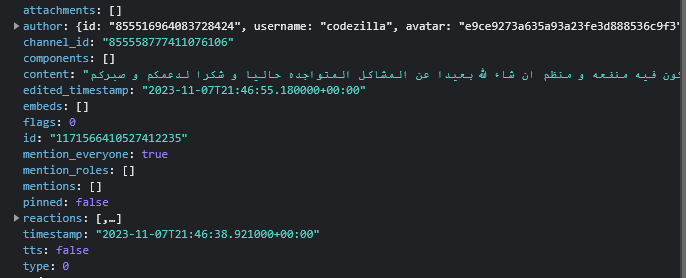 attachments: []
author: {id: "855516964083728424", username: "codezilla", avatar: "e9ce9273a635a93a23fe3d888536c9f3"
channel_id: "855558777411076106"
components: []
content: "كون فيه منفعه و منظم ان شاء لله بعيدا عن المشاكل المتواجده حاليا و شكرا لدعمكم و صبركم
edited_timestamp: "2023-11-07T21:46:55.180000+00:00"
embeds: []
flags: 0
id: "1171566410527412235"
mention_everyone: true
mention_roles: []
mentions: []
pinned: false
reactions: [,…]
timestamp: "2023-11-07T21:46:38.921000+00:00"
tts: false
type: 0